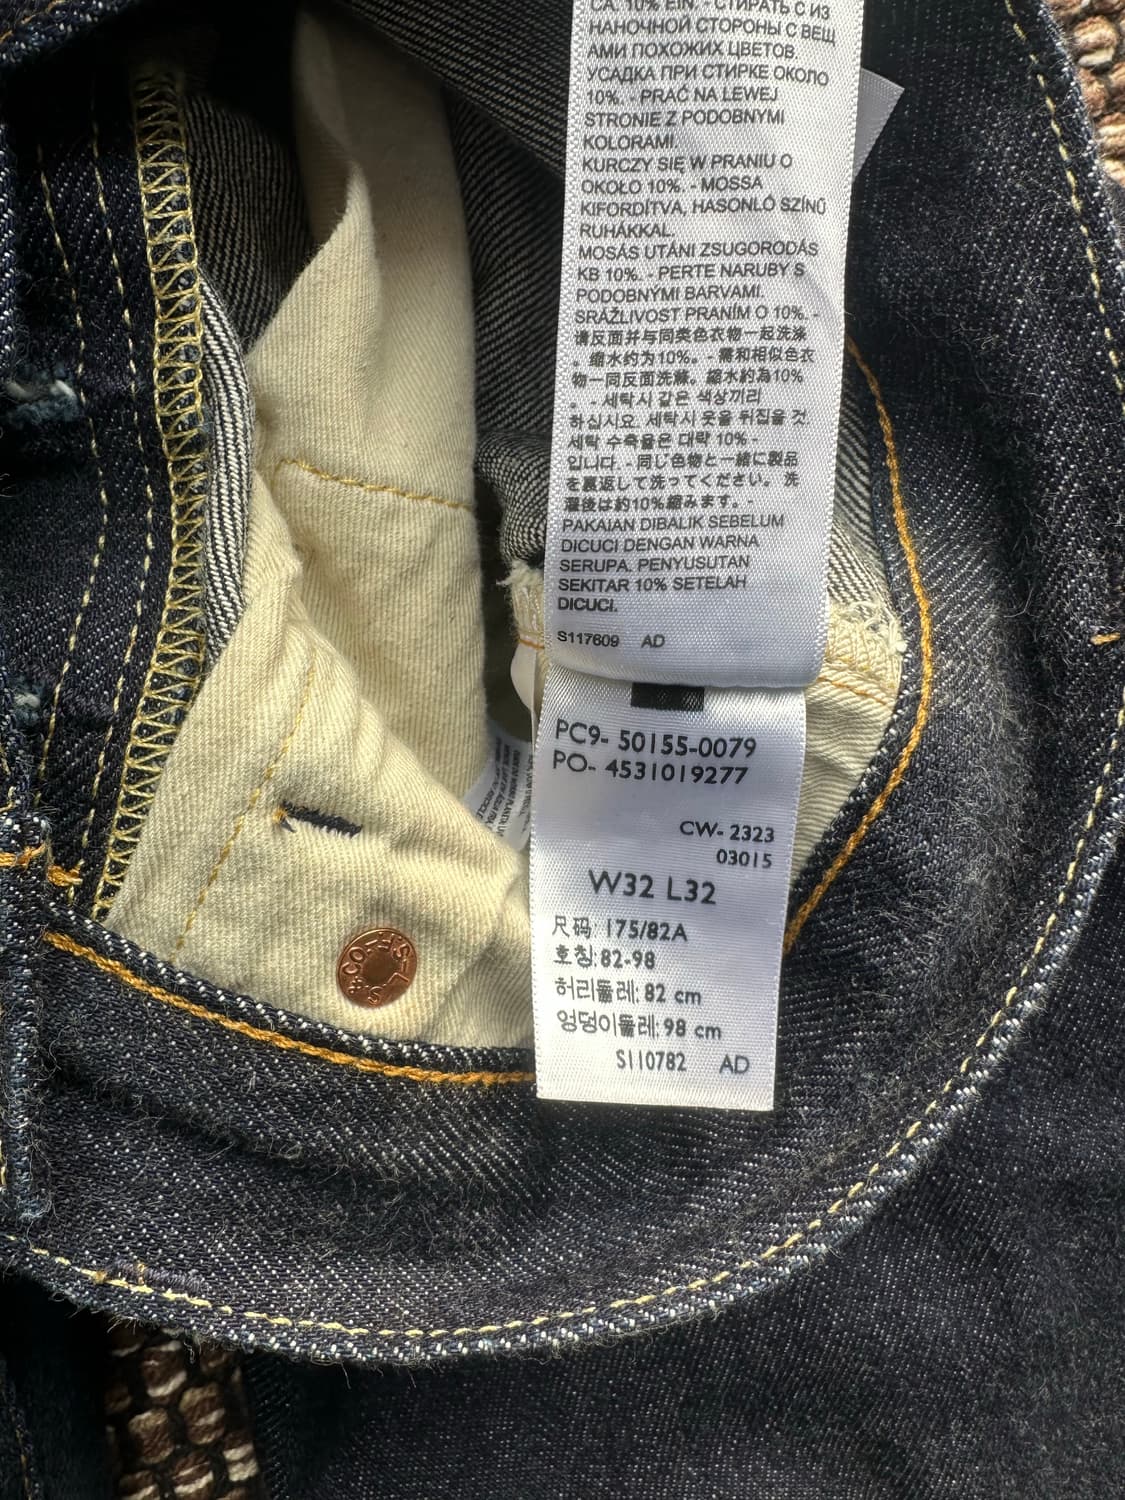 CA. 10% EIN. - СТИРАТЬ С ИЗ
НАНОЧНОЙ СТОРОНЫ С ВЕЩ
АМИ ПОХОЖИХ ЦВЕТОВ.
УСАДКА ПРИ СТИРКЕ ОКОЛО
10%. - PRAĆ NA LEWEJ
STRONIE Z PODOBNYMI
KOLORAMI.
KURCZY SIĘ W PRANIU O
OKOŁO 10%. - MOSSA
KIFORDÍTVA, HASONLÓ SZÍNŰ
RUHÁKKAL.
MOSÁS UTÁNI ZSUGORODÁS
KB 10%. - PERTE NARUBY S
PODOBNÝMI BARVAMI.
SRÁŽLIVOST PRANÍM O 10%. -
请反面并与同类色衣物一起洗涤
。缩水约为10%。- 需和相似色衣
物一同反面洗滌。縮水約為10%
。 - 세탁시 같은 색상끼리
하십시요. 세탁시 옷을 뒤집을 것.
세탁 수축율은 대략 10% -
입니다. - 同じ色物と一緒に製品
を裏返して洗ってください。 洗
濯後は約10%縮みます。 -
PAKAIAN DIBALIK SEBELUM
DICUCI DENGAN WARNA
SERUPA. PENYUSUTAN
SEKITAR 10% SETELAH
DICUCI.
S117609 AD
PC9- 50155-0079
PO- 4531019277
CW- 2323
03015
W32 L32
尺码: 175/82A
호칭:82-98
허리둘레: 82 cm
엉덩이둘레: 98 cm
S110782 AD